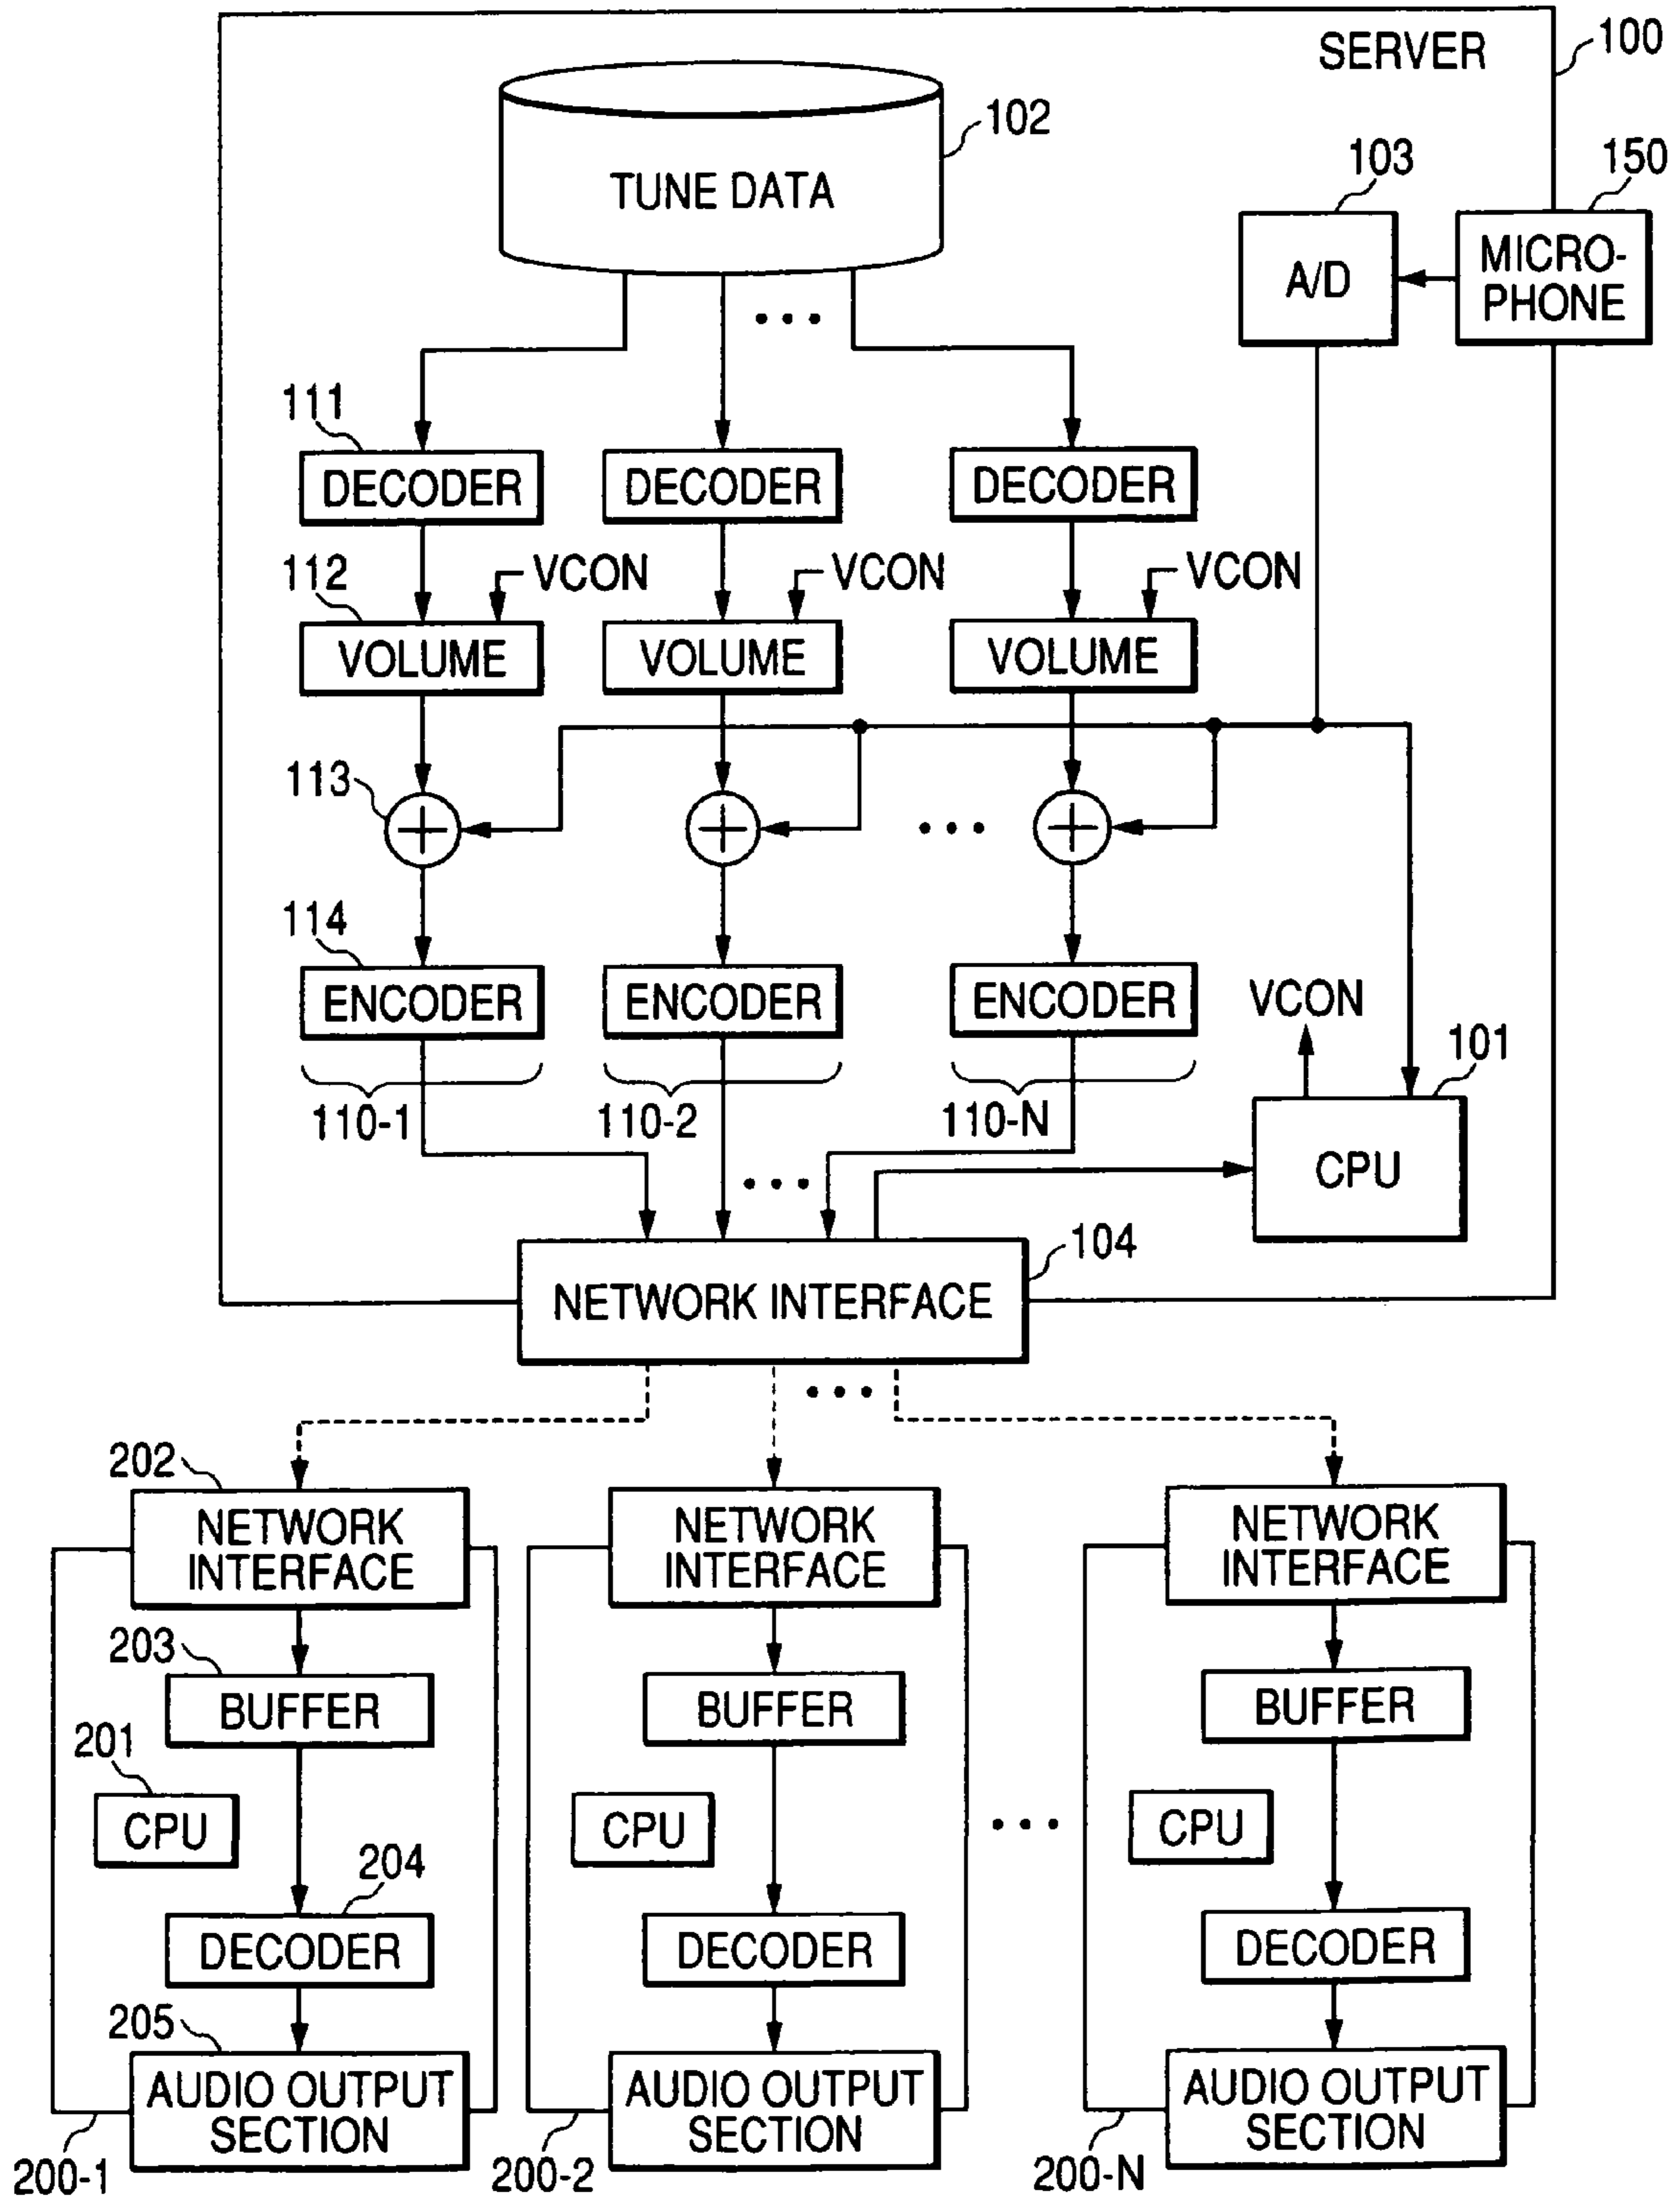 SERVER
100
102
TUNE DATA
103
150
A/D
MICRO-
PHONE
• • •
111
DECODER
DECODER
DECODER
112
VCON
VCON
VCON
VOLUME
VOLUME
VOLUME
113
+
+
• • •
+
114
ENCODER
ENCODER
ENCODER
VCON
101
110-1
110-2
110-N
CPU
• • •
104
NETWORK INTERFACE
• • •
202
NETWORK
INTERFACE
NETWORK
INTERFACE
NETWORK
INTERFACE
203
BUFFER
BUFFER
BUFFER
201
CPU
CPU
• • •
CPU
204
DECODER
DECODER
DECODER
205
AUDIO OUTPUT
SECTION
AUDIO OUTPUT
SECTION
AUDIO OUTPUT
SECTION
200-1
200-2
200-N